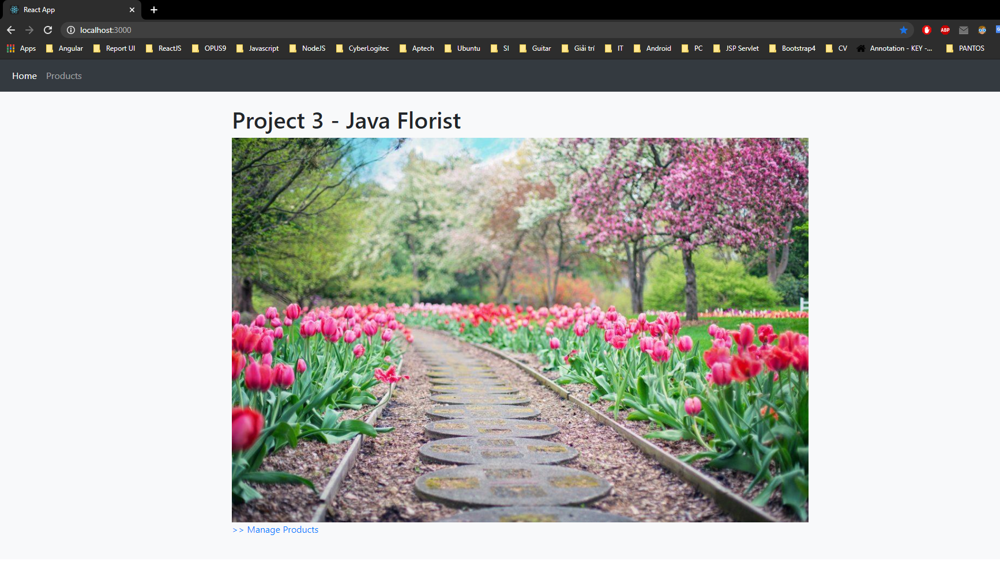 React App
localhost:3000
ABP
Apps Angular Report UI ReactJS OPUS9 Javascript NodeJS CyberLogitec Aptech Ubuntu SI Guitar Giải trí IT Android PC JSP Servlet Bootstrap4 CV Annotation - KEY -... PANTOS
Home Products
Project 3 - Java Florist
>> Manage Products